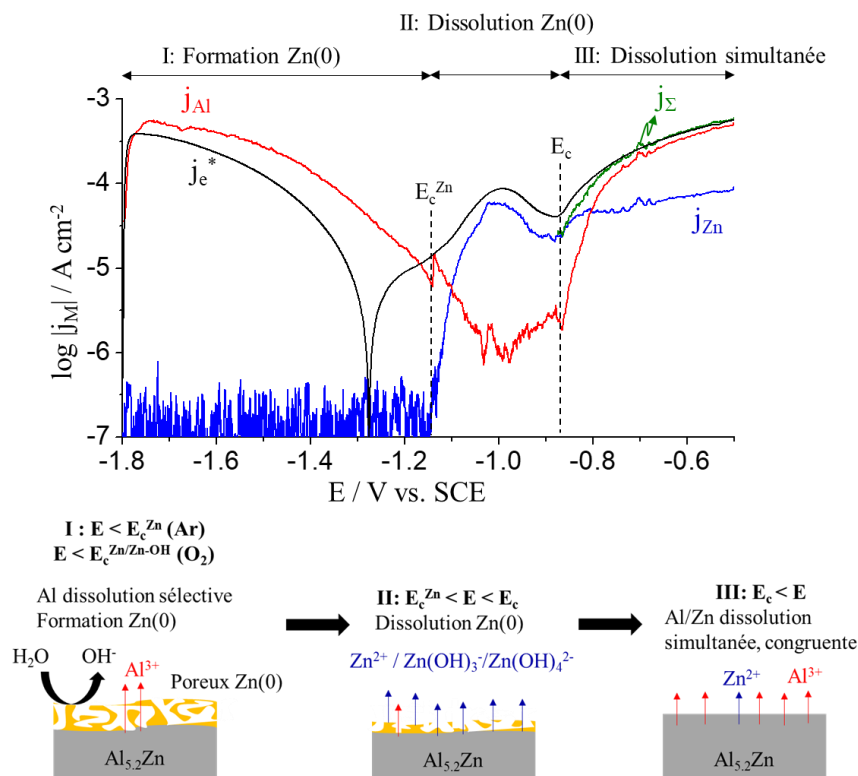 II: Dissolution Zn(0)
I: Formation Zn(0)
III: Dissolution simultanée
-3
-4
-5
-6
-7
log |j_M| / A cm⁻²
j_Al
j_e*
E_c^Zn
E_c
j_Σ
j_Zn
-1.8
-1.6
-1.4
-1.2
-1.0
-0.8
-0.6
E / V vs. SCE
I : E < E_c^Zn (Ar)
E < E_c^Zn/Zn-OH (O₂)
Al dissolution sélective
Formation Zn(0)
H₂O
OH⁻
Al³⁺
Poreux Zn(0)
Al₅.₂Zn
II: E_c^Zn < E < E_c
Dissolution Zn(0)
Zn²⁺ / Zn(OH)₃⁻/Zn(OH)₄²⁻
Al₅.₂Zn
III: E_c < E
Al/Zn dissolution
simultanée, congruente
Zn²⁺
Al³⁺
Al₅.₂Zn